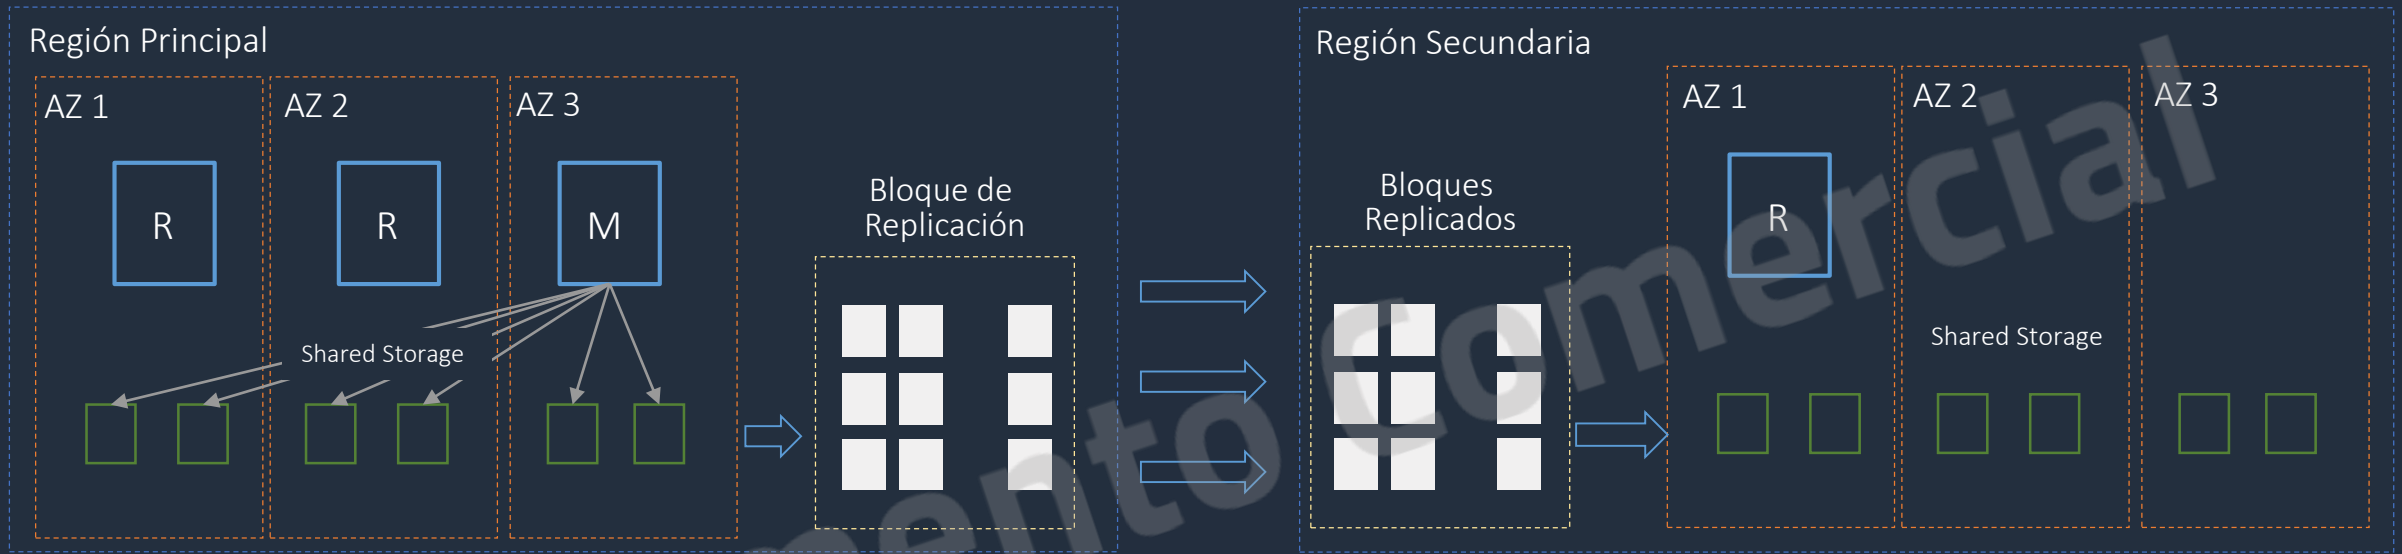 Región Principal
AZ 1
AZ 2
AZ 3
R
R
M
Shared Storage
Bloque de
Replicación
Región Secundaria
Bloques
Replicados
AZ 1
AZ 2
AZ 3
R
Shared Storage
mento Comercial